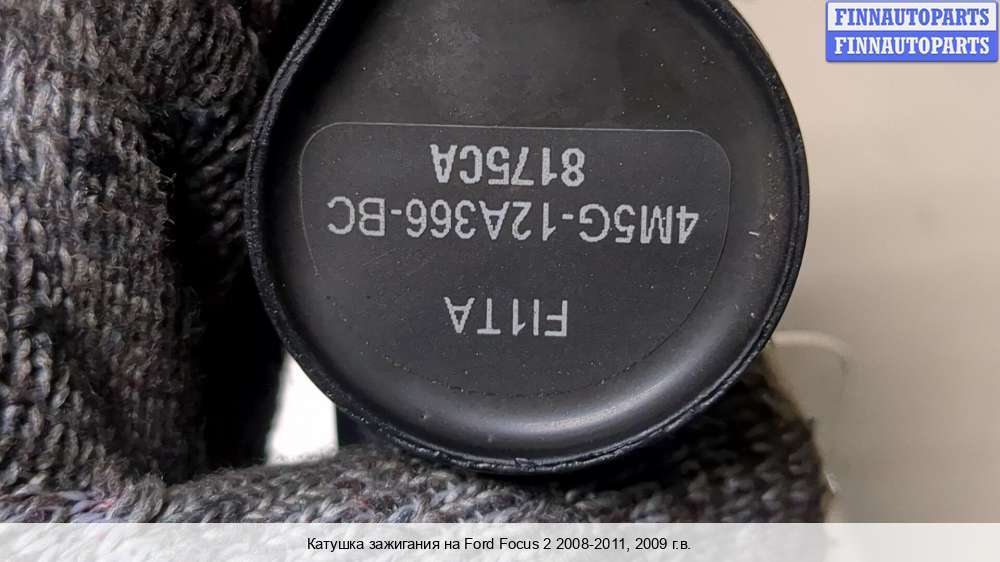 FINNAUTOPARTS
FINNAUTOPARTS
FI1TA
4M5G-12A366-BC
8175CA
Катушка зажигания на Ford Focus 2 2008-2011, 2009 г.в.